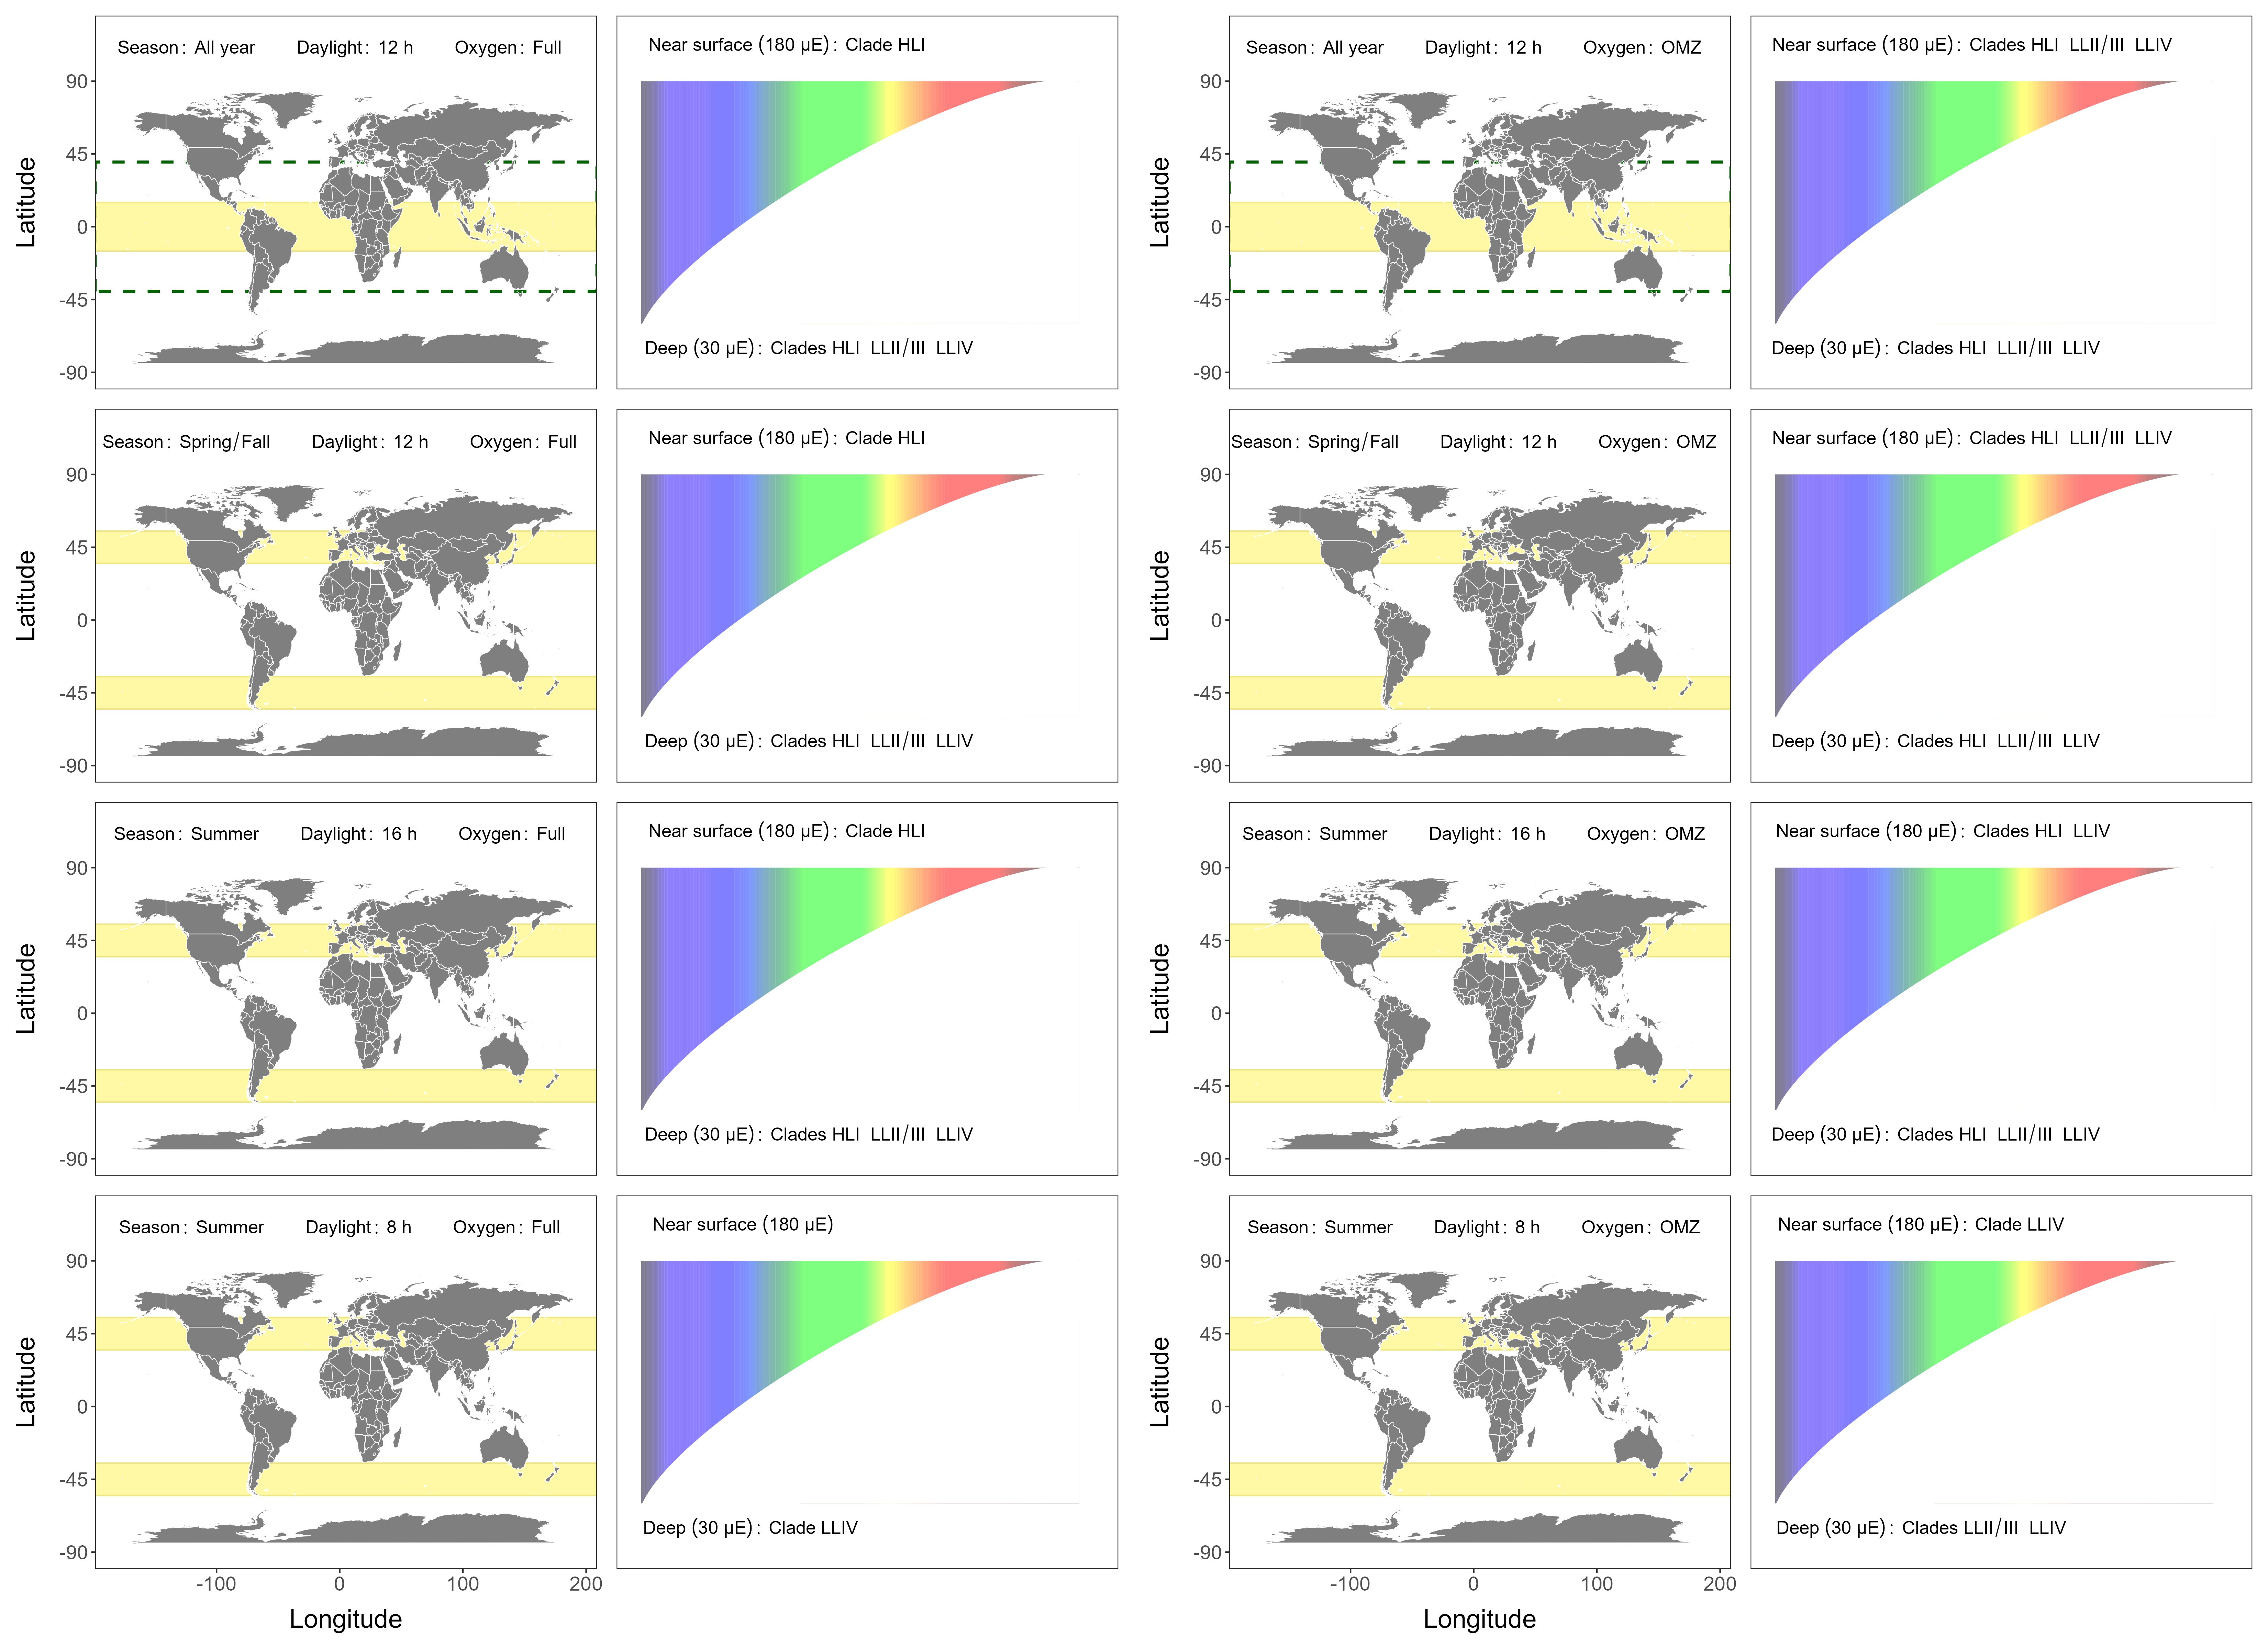 Season: All year Daylight: 12 h Oxygen: Full
Near surface (180 µE): Clade HLI
Latitude
90
45
0
-45
-90
Deep (30 µE): Clades HLI LLII/III LLIV
Season: All year Daylight: 12 h Oxygen: OMZ
Near surface (180 µE): Clades HLI LLII/III LLIV
Latitude
90
45
0
-45
-90
Deep (30 µE): Clades HLI LLII/III LLIV
Season: Spring/Fall Daylight: 12 h Oxygen: Full
Near surface (180 µE): Clade HLI
Latitude
90
45
0
-45
-90
Deep (30 µE): Clades HLI LLII/III LLIV
Season: Spring/Fall Daylight: 12 h Oxygen: OMZ
Near surface (180 µE): Clades HLI LLII/III LLIV
Latitude
90
45
0
-45
-90
Deep (30 µE): Clades HLI LLII/III LLIV
Season: Summer Daylight: 16 h Oxygen: Full
Near surface (180 µE): Clade HLI
Latitude
90
45
0
-45
-90
Deep (30 µE): Clades HLI LLII/III LLIV
Season: Summer Daylight: 16 h Oxygen: OMZ
Near surface (180 µE): Clades HLI LLIV
Latitude
90
45
0
-45
-90
Deep (30 µE): Clades HLI LLII/III LLIV
Season: Summer Daylight: 8 h Oxygen: Full
Near surface (180 µE)
Latitude
90
45
0
-45
-90
Deep (30 µE): Clade LLIV
-100 0 100 200
Longitude
Season: Summer Daylight: 8 h Oxygen: OMZ
Near surface (180 µE): Clade LLIV
Latitude
90
45
0
-45
-90
Deep (30 µE): Clades LLII/III LLIV
-100 0 100 200
Longitude